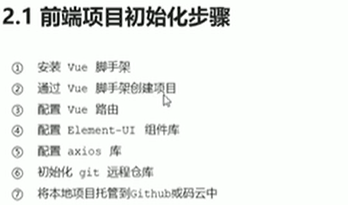 2.1 前端项目初始化步骤
① 安装 Vue 脚手架
② 通过 Vue 脚手架创建项目
③ 配置 Vue 路由
④ 配置 Element-UI 组件库
⑤ 配置 axios 库
⑥ 初始化 git 远程仓库
⑦ 将本地项目托管到Github或码云中